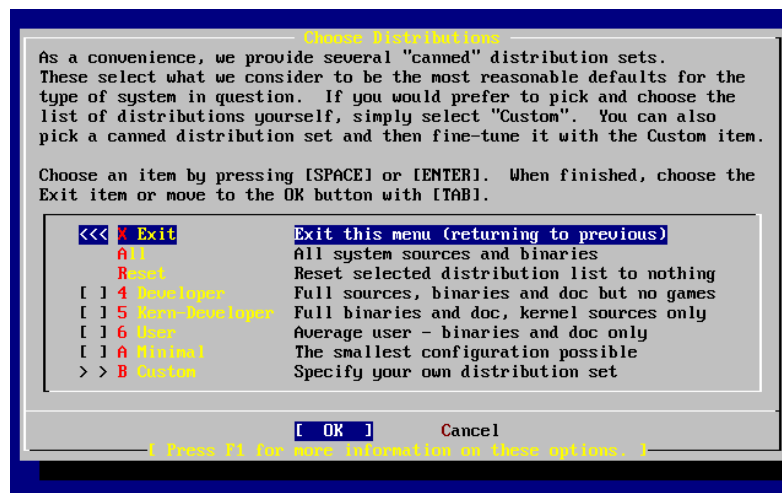 Choose Distributions
As a convenience, we provide several "canned" distribution sets.
These select what we consider to be the most reasonable defaults for the
type of system in question.  If you would prefer to pick and choose the
list of distributions yourself, simply select "Custom".  You can also
pick a canned distribution set and then fine-tune it with the Custom item.
Choose an item by pressing [SPACE] or [ENTER].  When finished, choose the
Exit item or move to the OK button with [TAB].
<<< X Exit Exit this menu (returning to previous)
All All system sources and binaries
Reset Reset selected distribution list to nothing
[ ] 4 Developer Full sources, binaries and doc but no games
[ ] 5 Kern-Developer Full binaries and doc, kernel sources only
[ ] 6 User Average user - binaries and doc only
[ ] A Minimal The smallest configuration possible
> > B Custom Specify your own distribution set
[ OK ] Cancel
[ Press F1 for more information on these options. ]